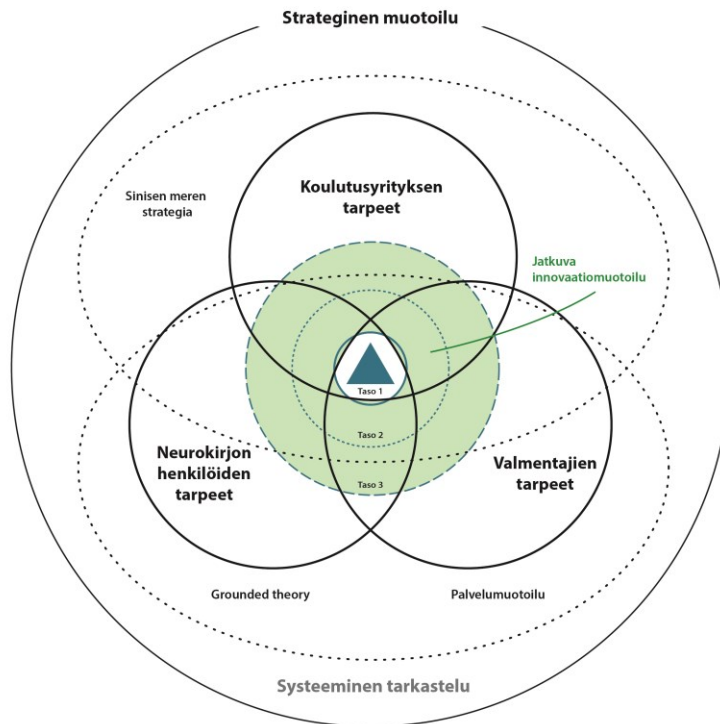 Strateginen muotoilu
Koulutusyrityksen
tarpeet
Sinisen meren
strategia
Jatkuva
innovaatiomuotoilu
Taso 1
Taso 2
Taso 3
Neurokirjon
henkilöiden
tarpeet
Valmentajien
tarpeet
Grounded theory
Palvelumuotoilu
Systeeminen tarkastelu